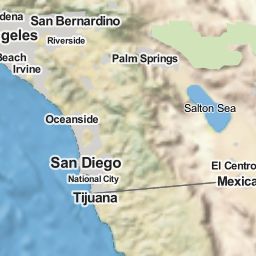 dena
San Bernardino
ngeles
Riverside
Beach
Palm Springs
Irvine
Salton Sea
Oceanside
San Diego
El Centro
National City
Mexica
Tijuana